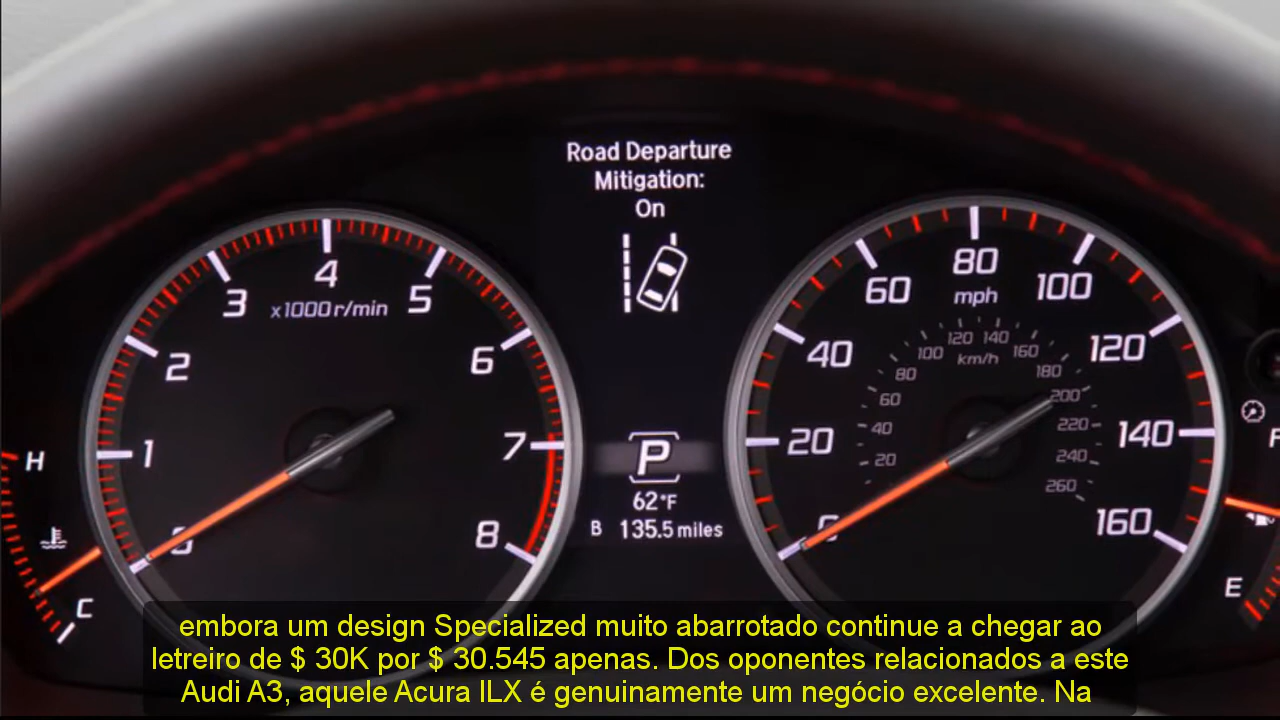 Road Departure
Mitigation:
On
1
2
3
4
5
6
7
8
x1000 r/min
H
C
P
62°F
B 135.5 miles
20
40
60
80
100
120
140
160
mph
20
40
60
80
100
120
140
160
180
200
220
240
260
km/h
E
embora um design Specialized muito abarrotado continue a chegar ao
letreiro de $ 30K por $ 30.545 apenas. Dos oponentes relacionados a este
Audi A3, aquele Acura ILX é genuinamente um negócio excelente. Na